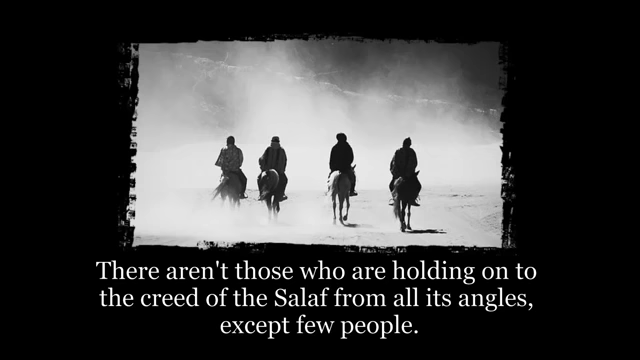 There aren't those who are holding on to
the creed of the Salaf from all its angles,
except few people.